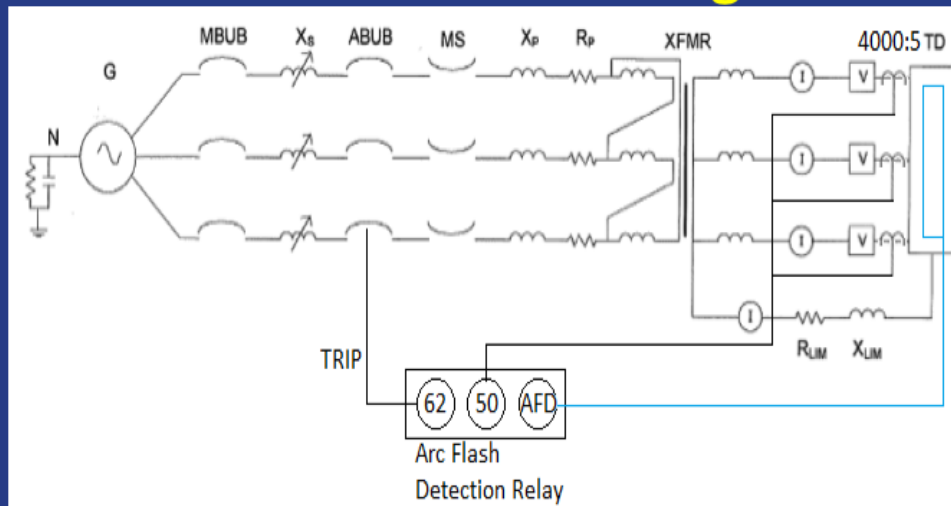 MBUB Xs ABUB MS XP RP XFMR 4000:5 TD
G
N
I V
I V
I V
I
RLIM XLIM
TRIP
62 50 AFD
Arc Flash
Detection Relay